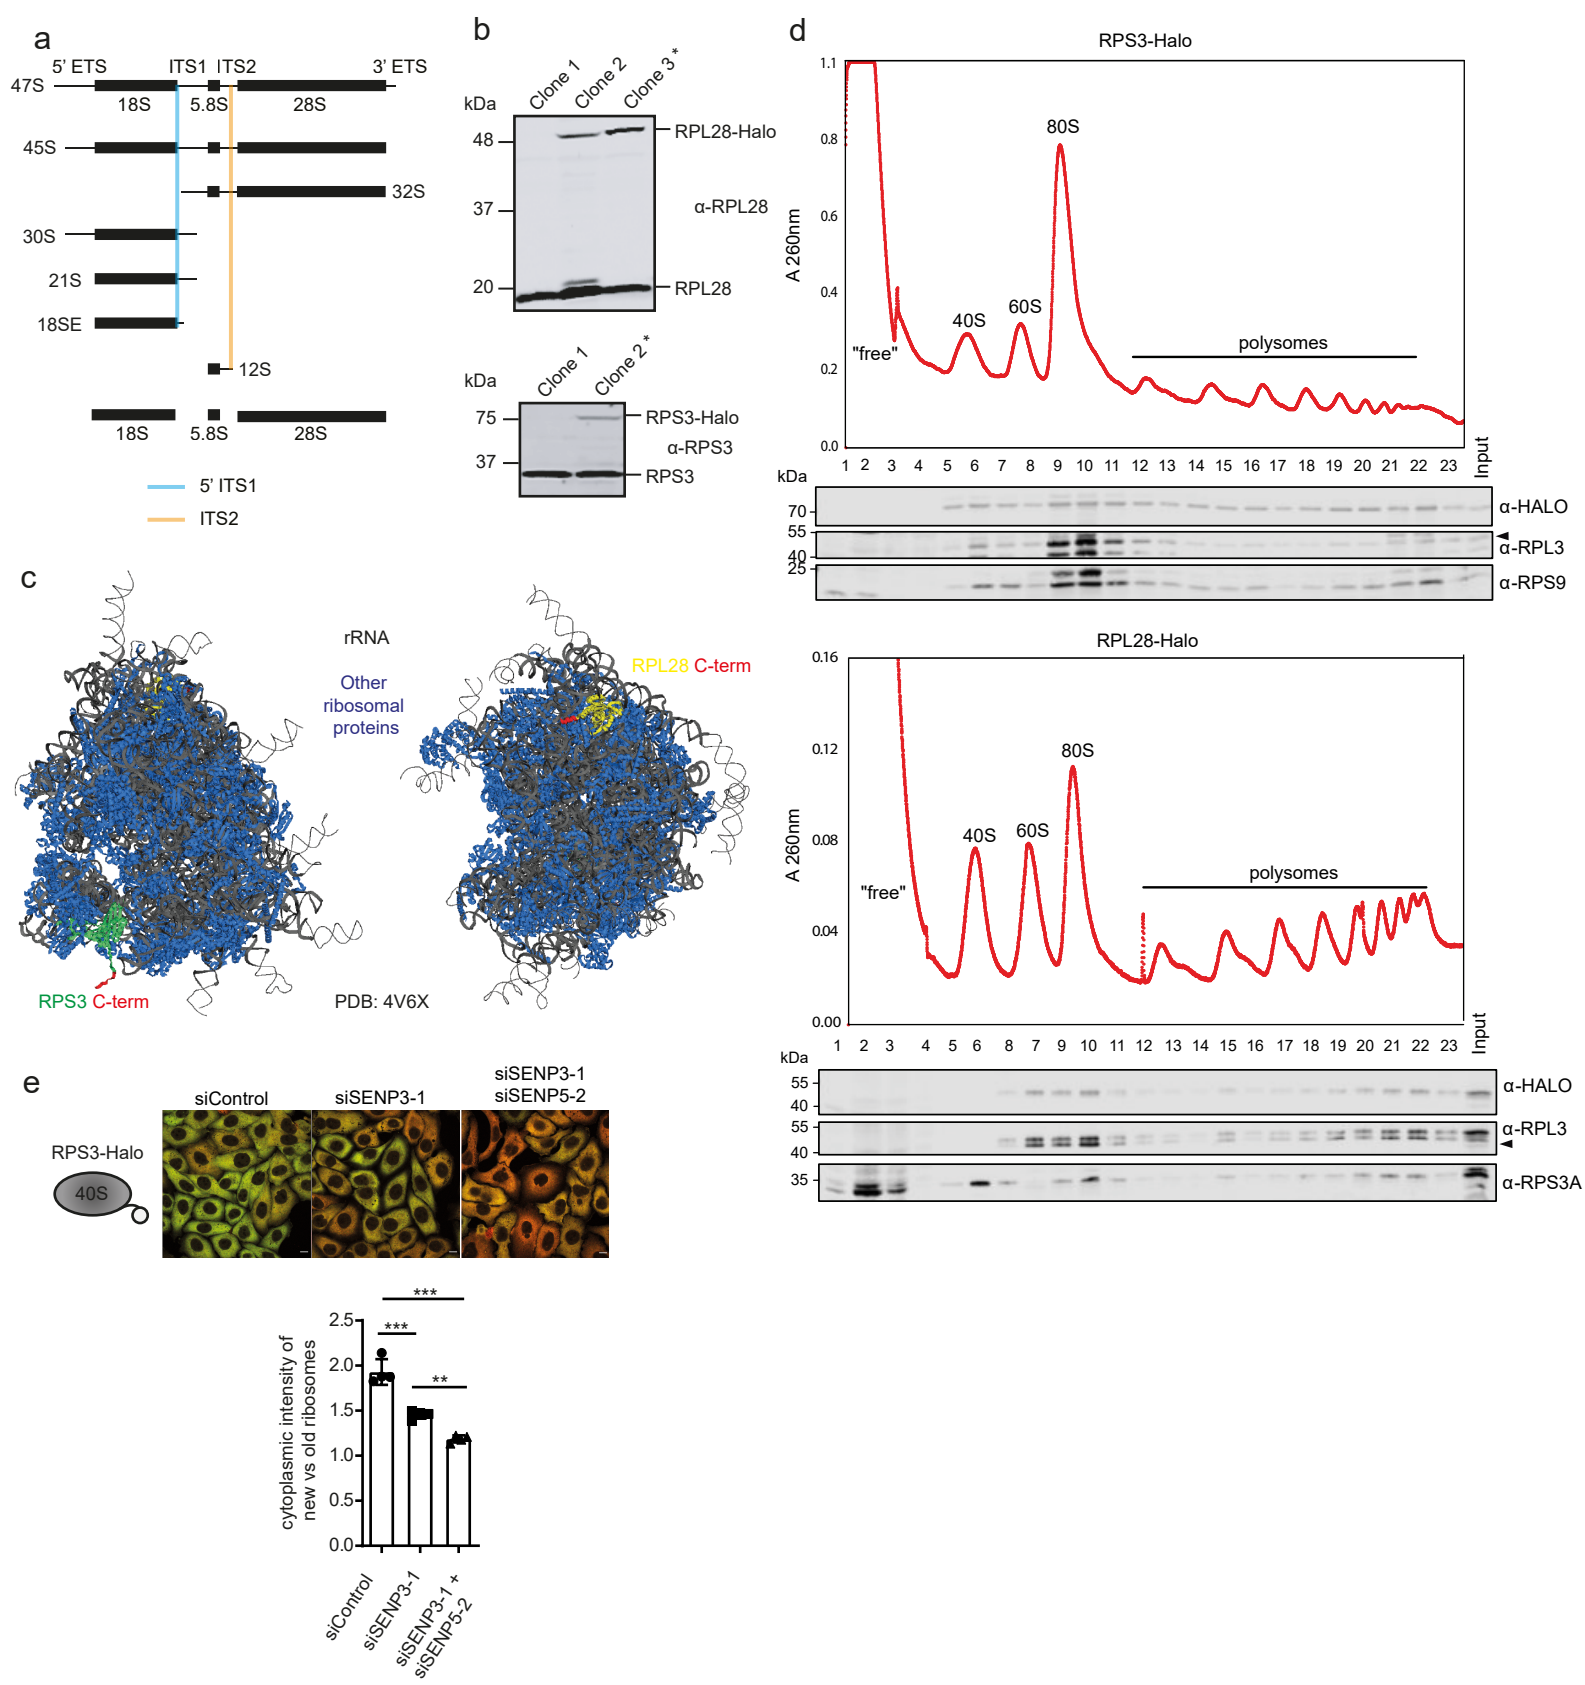 a
5' ETS ITS1 ITS2 3' ETS
47S
18S 5.8S 28S
45S
32S
30S
21S
18SE
12S
18S 5.8S 28S
5' ITS1
ITS2
b
Clone 1 Clone 2 Clone 3 *
kDa
48 RPL28-Halo
37 α-RPL28
20 RPL28
Clone 1 Clone 2 *
kDa
75 RPS3-Halo
α-RPS3
37
RPS3
c
rRNA
Other
ribosomal
proteins
RPL28 C-term
RPS3 C-term
PDB: 4V6X
d
RPS3-Halo
A 260nm
1.1
0.8
0.6
0.4
0.2
0.0
"free"
40S
60S
80S
polysomes
1 2 3 4 6 7 8 9 10 11 12 13 14 15 16 17 18 19 20 21 22 23 Input
kDa
70 α-HALO
55
40 α-RPL3
25
α-RPS9
RPL28-Halo
A 260nm
0.16
0.12
0.08
0.04
0.00
"free"
40S
60S
80S
polysomes
1 2 3 4 5 6 8 7 9 10 11 12 13 14 15 16 17 18 19 20 21 22 23 Input
kDa
55 α-HALO
40
55 α-RPL3
40
35 α-RPS3A
e
siControl
siSENP3-1
siSENP3-1
siSENP5-2
RPS3-Halo
40S
cytoplasmic intensity of
new vs old ribosomes
2.5
2.0
1.5
1.0
0.5
0.0
***
***
**
siControl
siSENP3-1
siSENP3-1 +
siSENP5-2